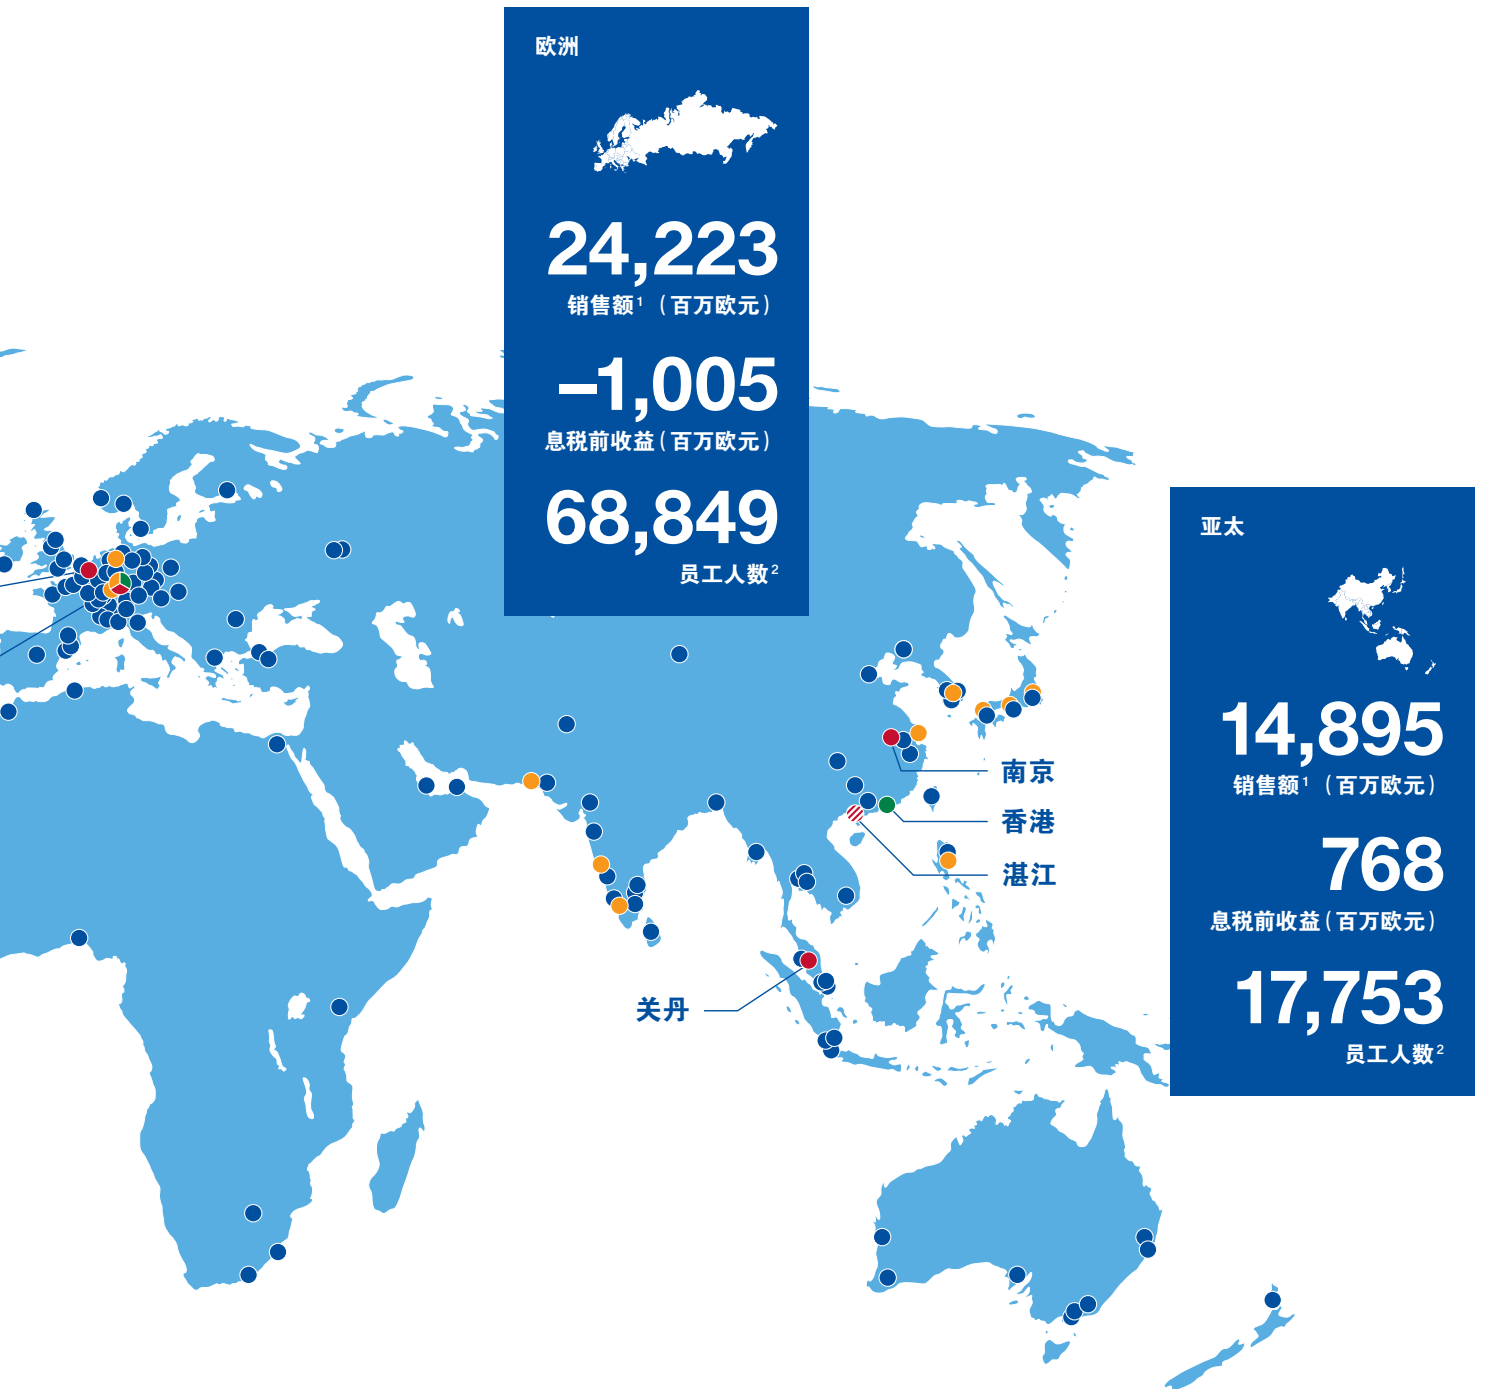 欧洲
24,223
销售额1（百万欧元）
–1,005
息税前收益（百万欧元）
68,849
员工人数2
亚太
14,895
销售额1（百万欧元）
768
息税前收益（百万欧元）
17,753
员工人数2
南京
香港
湛江
关丹